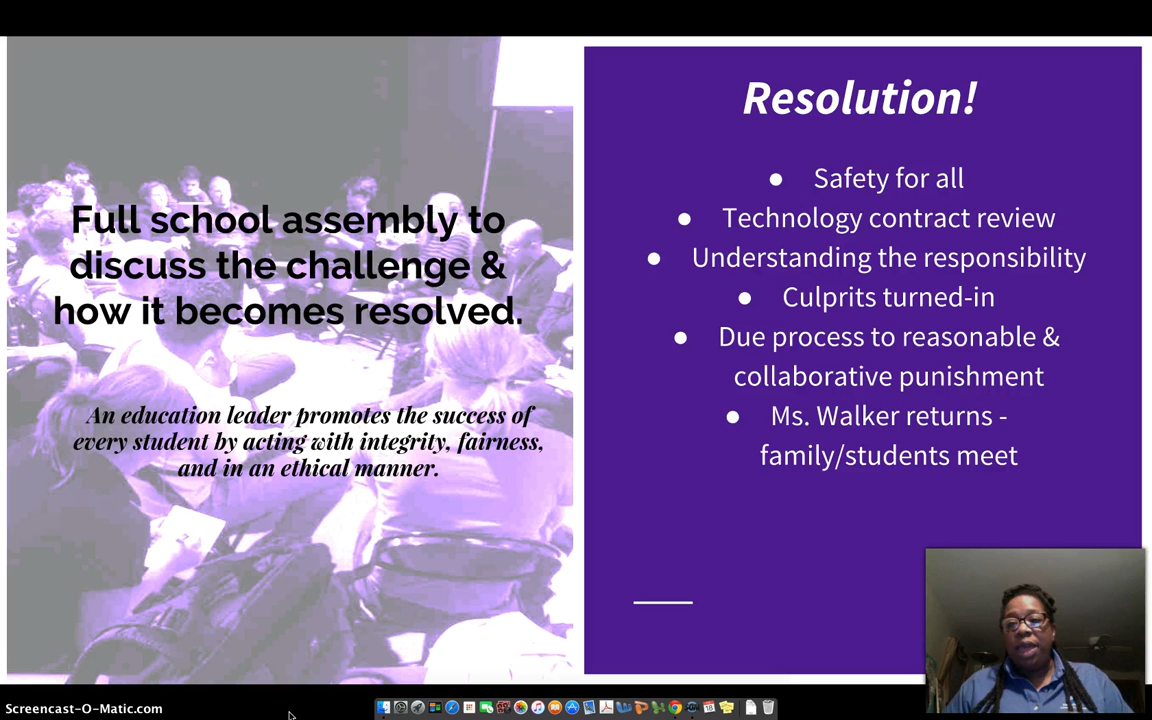 Full school assembly to
discuss the challenge &
how it becomes resolved.
An education leader promotes the success of
every student by acting with integrity, fairness,
and in an ethical manner.
Resolution!
● Safety for all
● Technology contract review
● Understanding the responsibility
● Culprits turned-in
● Due process to reasonable &
collaborative punishment
● Ms. Walker returns -
family/students meet
Screencast-O-Matic.com
18